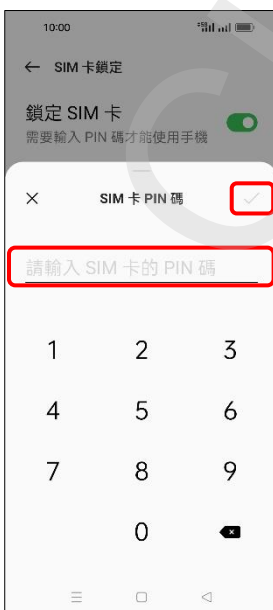 10:00
← SIM 卡鎖定
鎖定 SIM 卡
需要輸入 PIN 碼才能使用手機
SIM 卡 PIN 碼
請輸入 SIM 卡的 PIN 碼
1 2 3
4 5 6
7 8 9
0